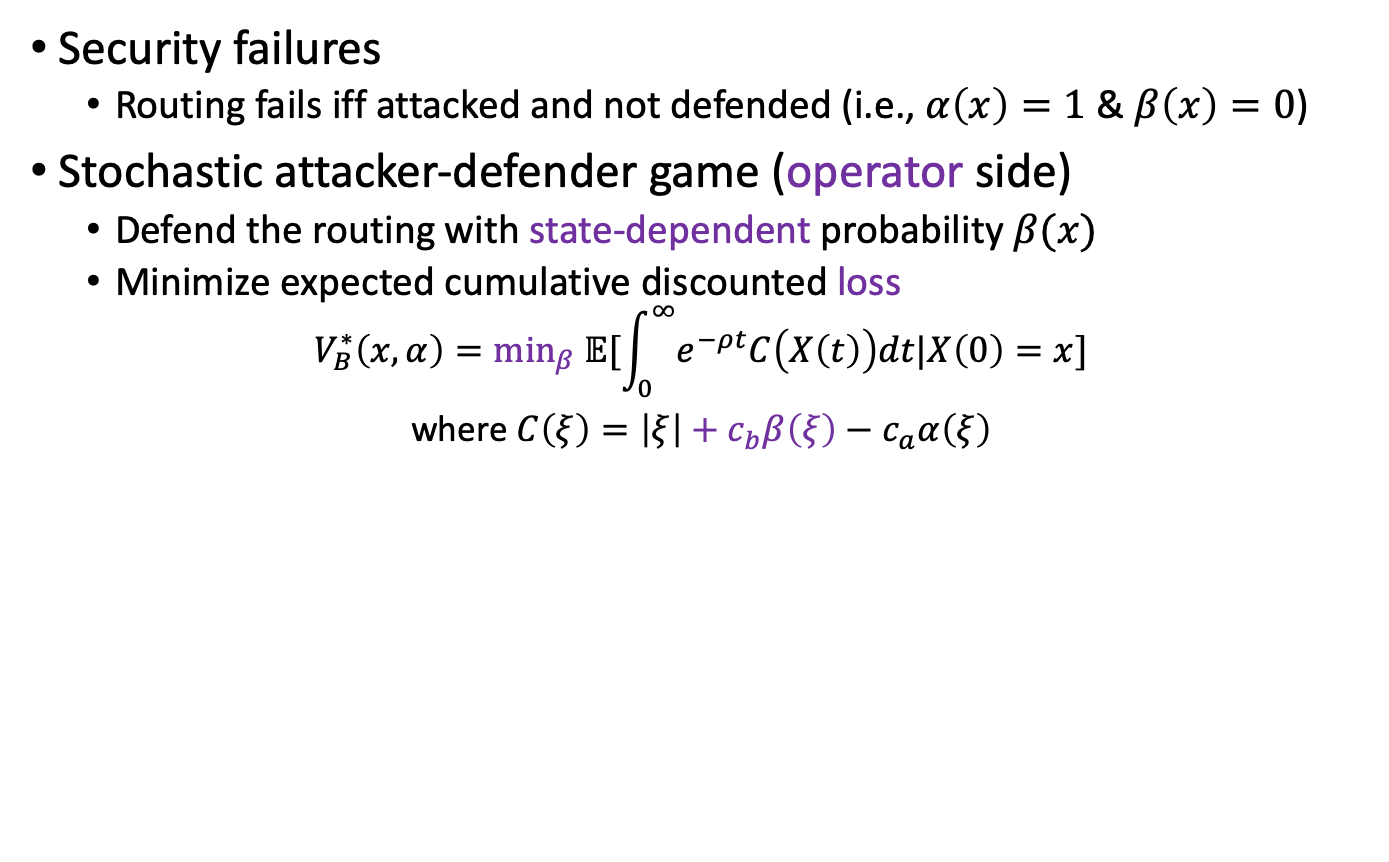 • Security failures
• Routing fails iff attacked and not defended (i.e., 𝛼(𝑥) = 1 & 𝛽(𝑥) = 0)
• Stochastic attacker-defender game (operator side)
• Defend the routing with state-dependent probability 𝛽(𝑥)
• Minimize expected cumulative discounted loss
V_B^*(x, α) = min_β 𝔼[∫_0^∞ e^{−ρt} C(X(t))dt|X(0) = x]
where C(ξ) = |ξ| + c_b β(ξ) − c_a α(ξ)